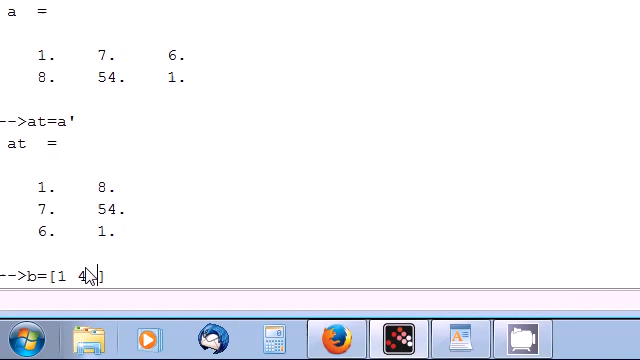 a =
1. 7. 6.
8. 54. 1.
-->at=a'
at =
1. 8.
7. 54.
6. 1.
-->b=[1 4 ]